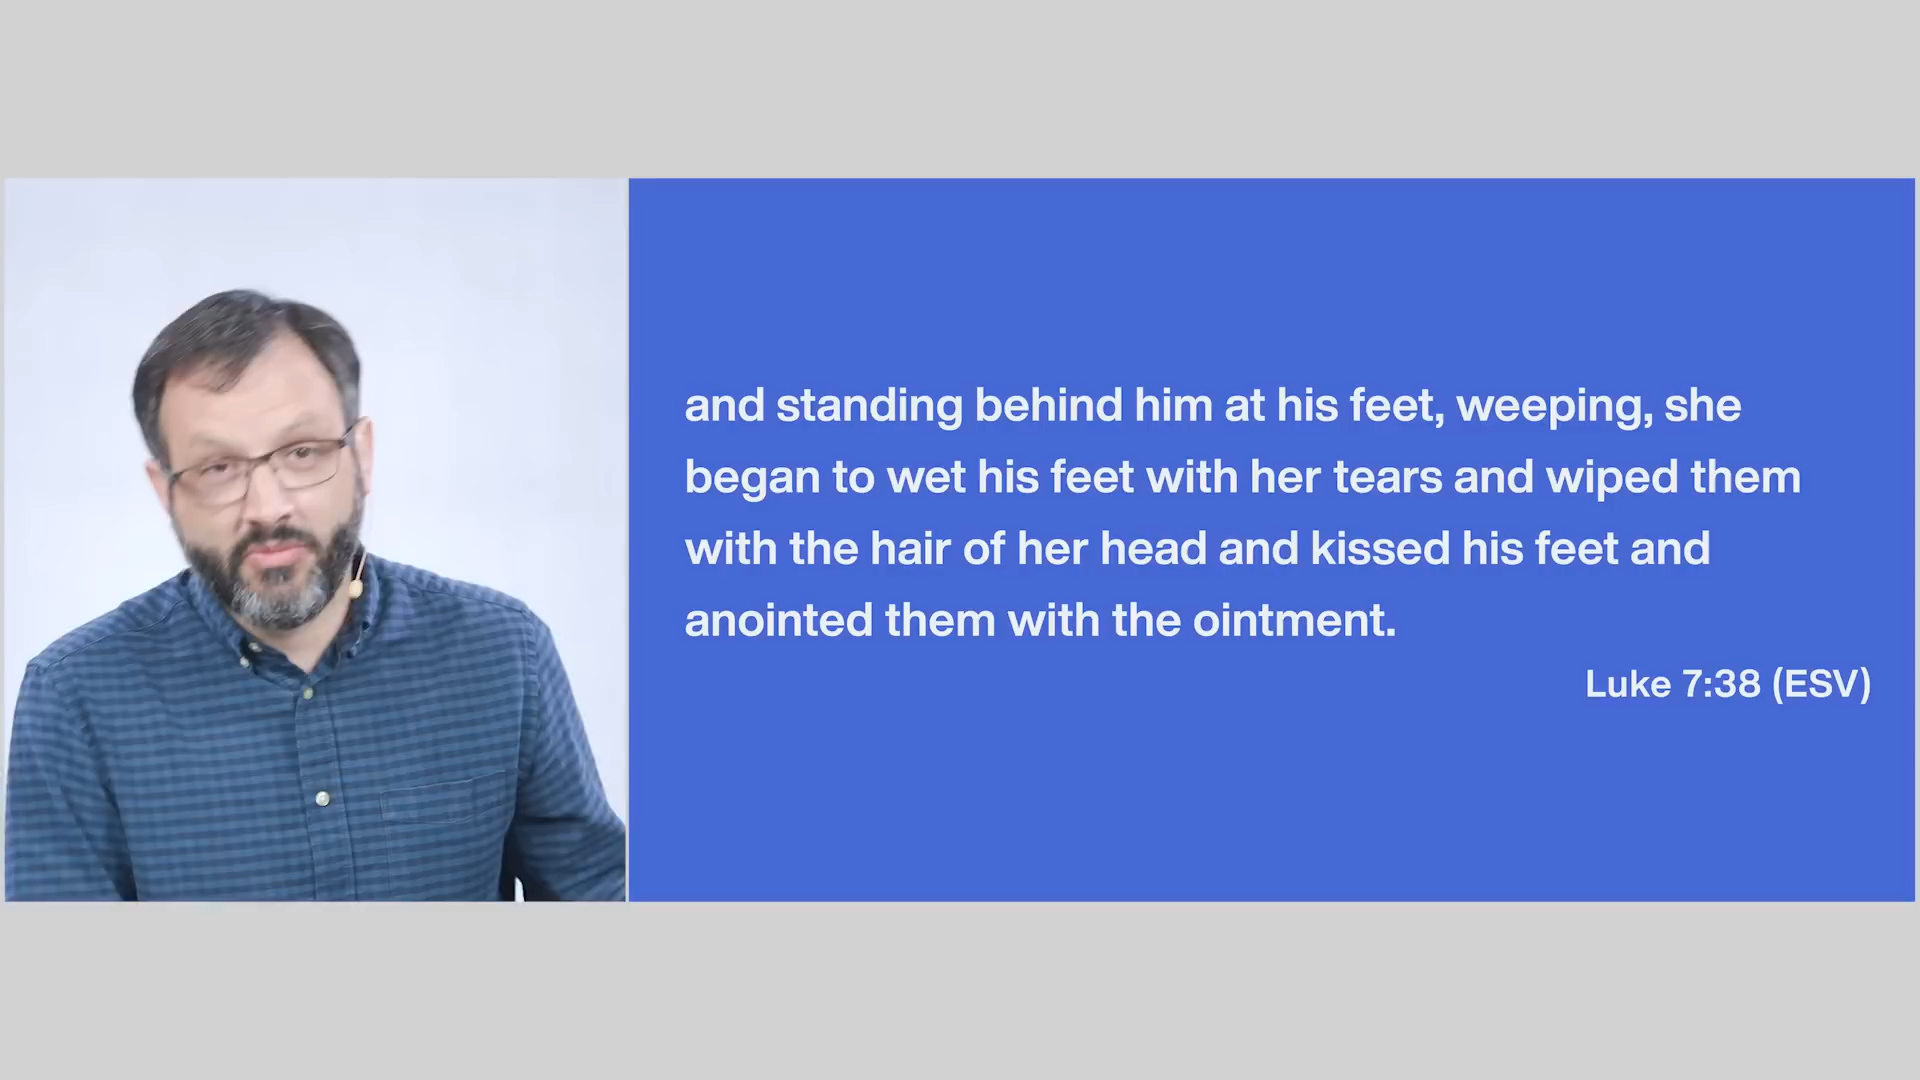 and standing behind him at his feet, weeping, she
began to wet his feet with her tears and wiped them
with the hair of her head and kissed his feet and
anointed them with the ointment.
Luke 7:38 (ESV)